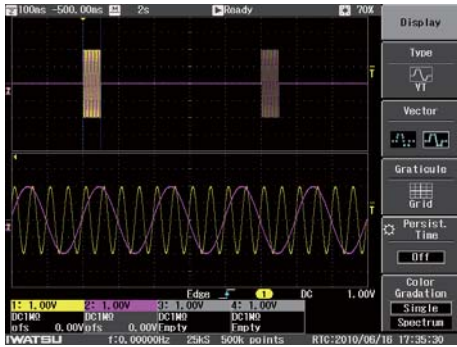 100ms -500.00ms 2s Ready 70%
Display
Type
YT
Vector
Graticule
Grid
Persist.
Time
Off
Color
Gradation
Single
Spectrum
T
T
Edge 1 DC 1.00V
1: 1.00V 2: 1.00V 3: 1.00V 4: 1.00V
DC1MΩ DC1MΩ DC1MΩ DC1MΩ
ofs 0.00V ofs 0.00V Empty Empty
IWATSU f:0.00000Hz 25kS 500k points RTC:2010/06/16 17:35:30